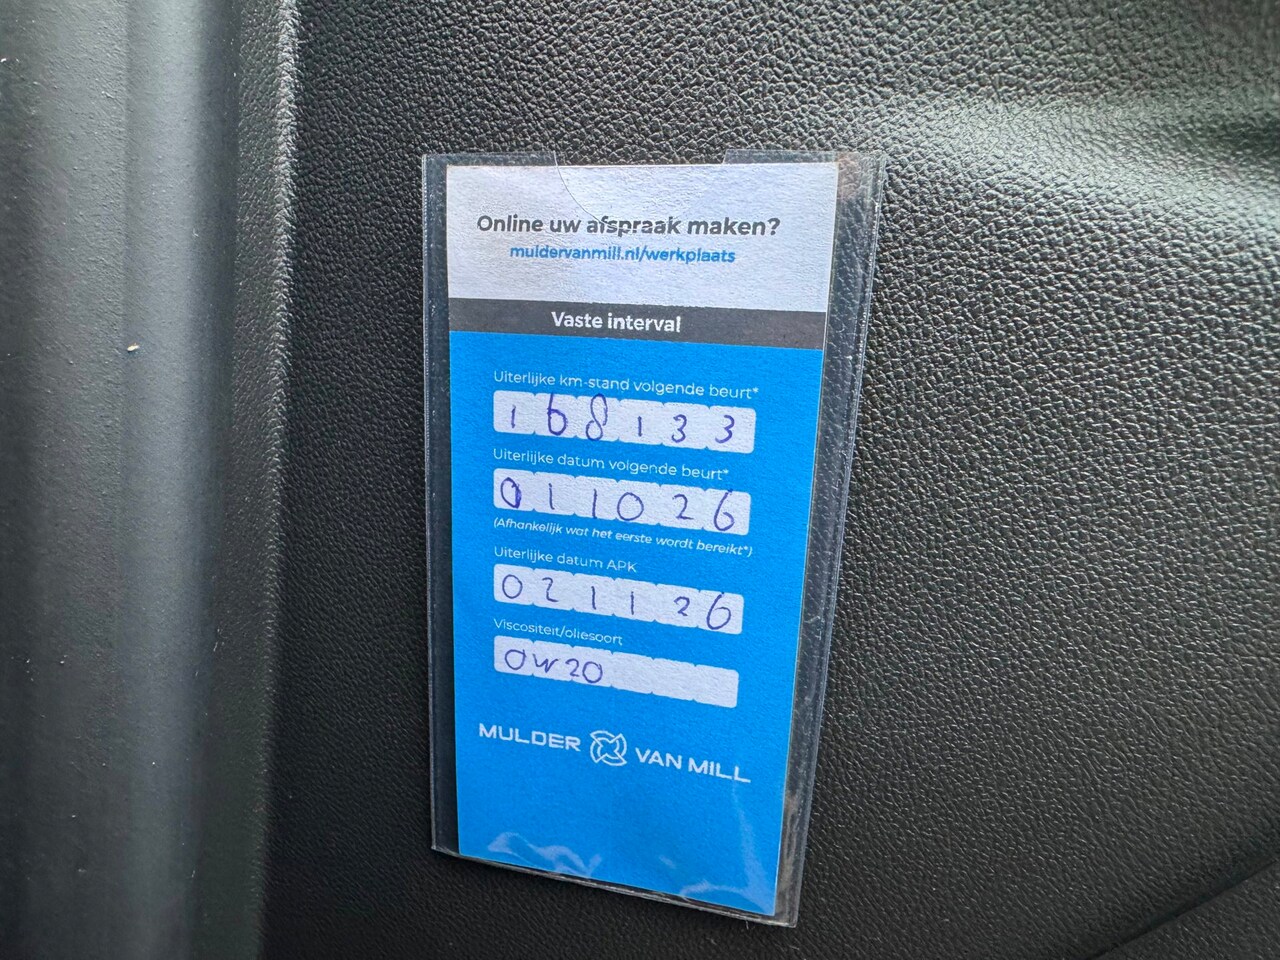 Online uw afspraak maken?
muldervanmill.nl/werkplaats
Vaste interval
Uiterlijke km-stand volgende beurt*
168133
Uiterlijke datum volgende beurt*
011026
(Afhankelijk wat het eerste wordt bereikt*)
Uiterlijke datum APK
021126
Viscositeit/oliesoort
0W20
MULDER VAN MILL